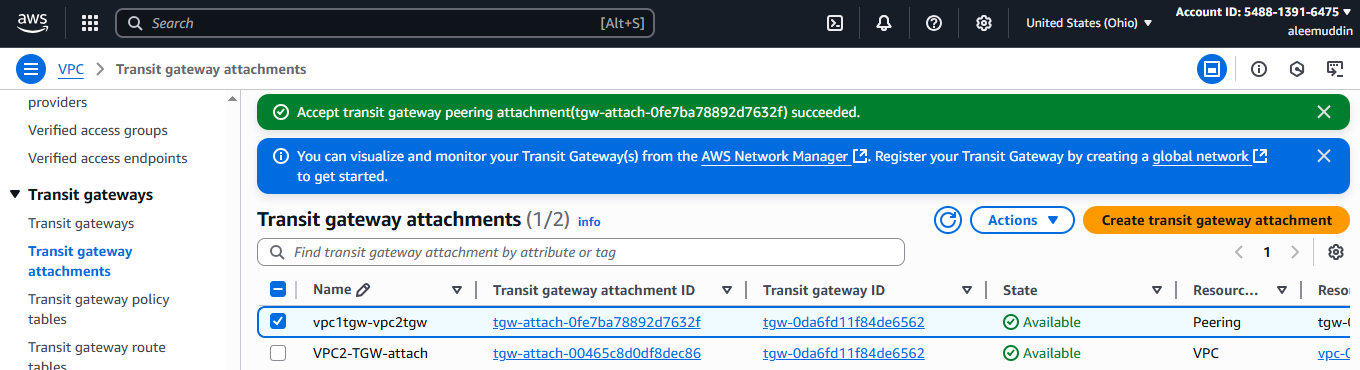 aws
Search
[Alt+S]
United States (Ohio)
Account ID: 5488-1391-6475
aleemuddin
VPC
Transit gateway attachments
providers
Verified access groups
Verified access endpoints
Transit gateways
Transit gateways
Transit gateway
attachments
Transit gateway policy
tables
Transit gateway route
tables
Accept transit gateway peering attachment(tgw-attach-0fe7ba78892d7632f) succeeded.
You can visualize and monitor your Transit Gateway(s) from the AWS Network Manager. Register your Transit Gateway by creating a global network
to get started.
Transit gateway attachments (1/2) info
Actions
Create transit gateway attachment
Find transit gateway attachment by attribute or tag
1
Name Transit gateway attachment ID Transit gateway ID State Resourc... Reso
vpc1tgw-vpc2tgw tgw-attach-0fe7ba78892d7632f tgw-0da6fd11f84de6562 Available Peering tgw-0
VPC2-TGW-attach tgw-attach-00465c8d0df8dec86 tgw-0da6fd11f84de6562 Available VPC vpc-0